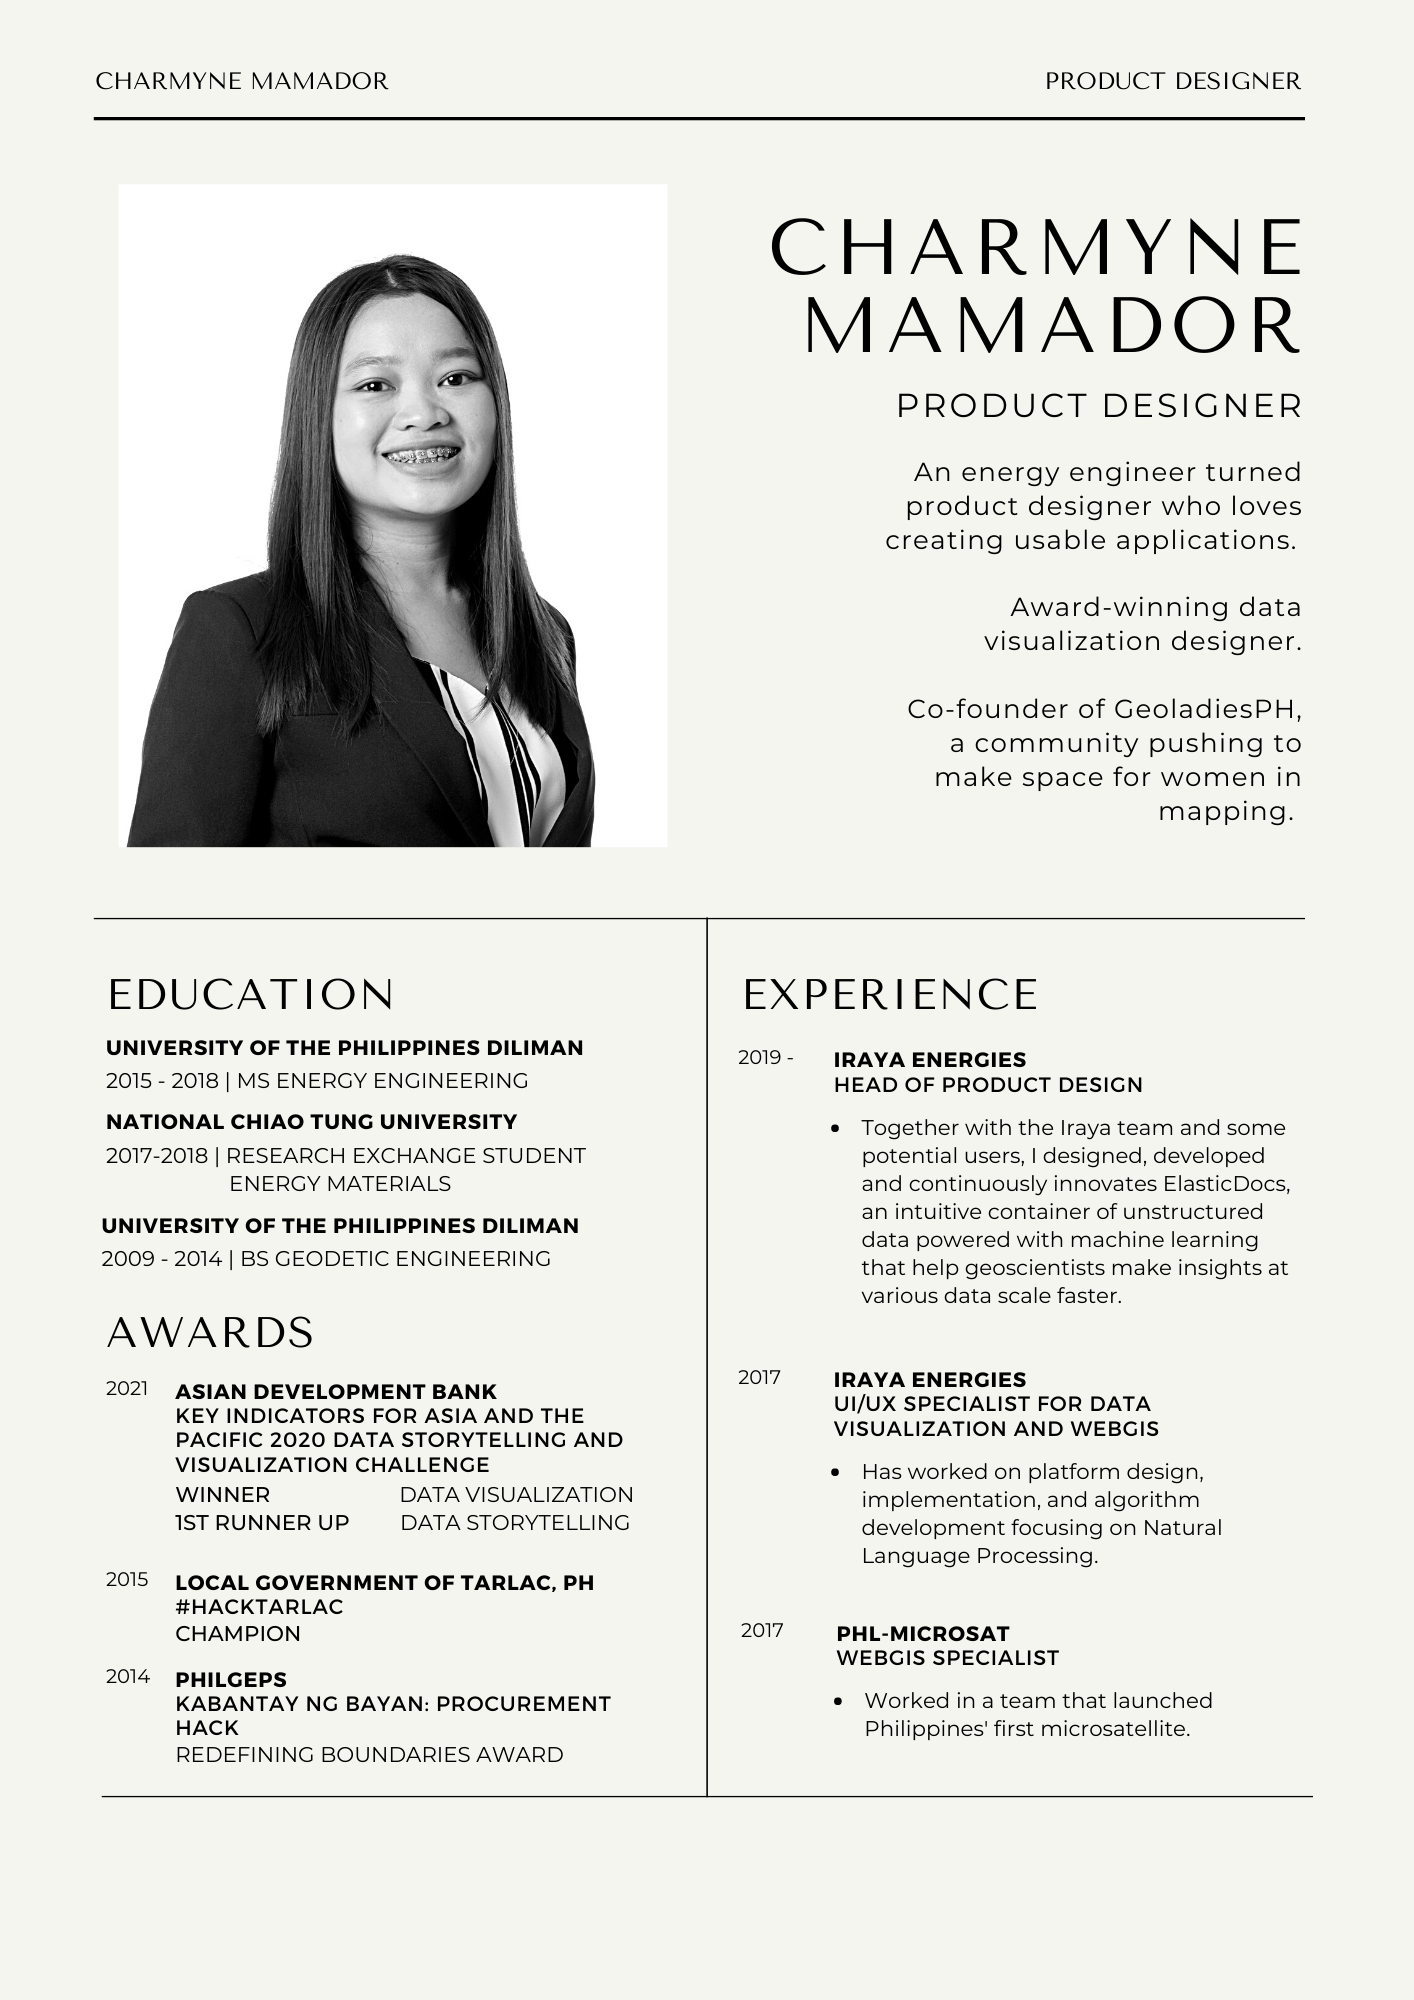 CHARMYNE MAMADOR
PRODUCT DESIGNER
CHARMYNE
MAMADOR
PRODUCT DESIGNER
An energy engineer turned
product designer who loves
creating usable applications.
Award-winning data
visualization designer.
Co-founder of GeoladiesPH,
a community pushing to
make space for women in
mapping.
EDUCATION
UNIVERSITY OF THE PHILIPPINES DILIMAN
2015 - 2018 | MS ENERGY ENGINEERING
NATIONAL CHIAO TUNG UNIVERSITY
2017-2018 | RESEARCH EXCHANGE STUDENT
ENERGY MATERIALS
UNIVERSITY OF THE PHILIPPINES DILIMAN
2009 - 2014 | BS GEODETIC ENGINEERING
AWARDS
2021 ASIAN DEVELOPMENT BANK
KEY INDICATORS FOR ASIA AND THE
PACIFIC 2020 DATA STORYTELLING AND
VISUALIZATION CHALLENGE
WINNER DATA VISUALIZATION
1ST RUNNER UP DATA STORYTELLING
2015 LOCAL GOVERNMENT OF TARLAC, PH
#HACKTARLAC
CHAMPION
2014 PHILGEPS
KABANTAY NG BAYAN: PROCUREMENT
HACK
REDEFINING BOUNDARIES AWARD
EXPERIENCE
2019 - IRAYA ENERGIES
HEAD OF PRODUCT DESIGN
• Together with the Iraya team and some
potential users, I designed, developed
and continuously innovates ElasticDocs,
an intuitive container of unstructured
data powered with machine learning
that help geoscientists make insights at
various data scale faster.
2017 IRAYA ENERGIES
UI/UX SPECIALIST FOR DATA
VISUALIZATION AND WEBGIS
• Has worked on platform design,
implementation, and algorithm
development focusing on Natural
Language Processing.
2017 PHL-MICROSAT
WEBGIS SPECIALIST
• Worked in a team that launched
Philippines' first microsatellite.